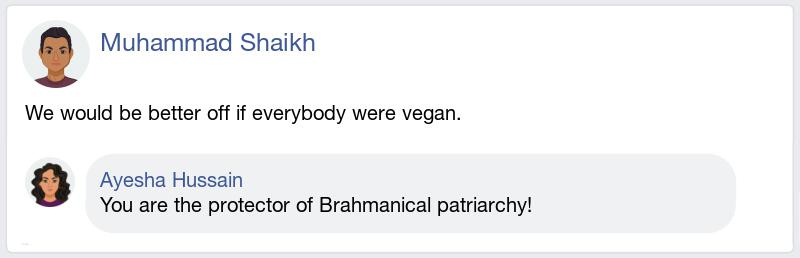 Muhammad Shaikh
We would be better off if everybody were vegan.
Ayesha Hussain
You are the protector of Brahmanical patriarchy!